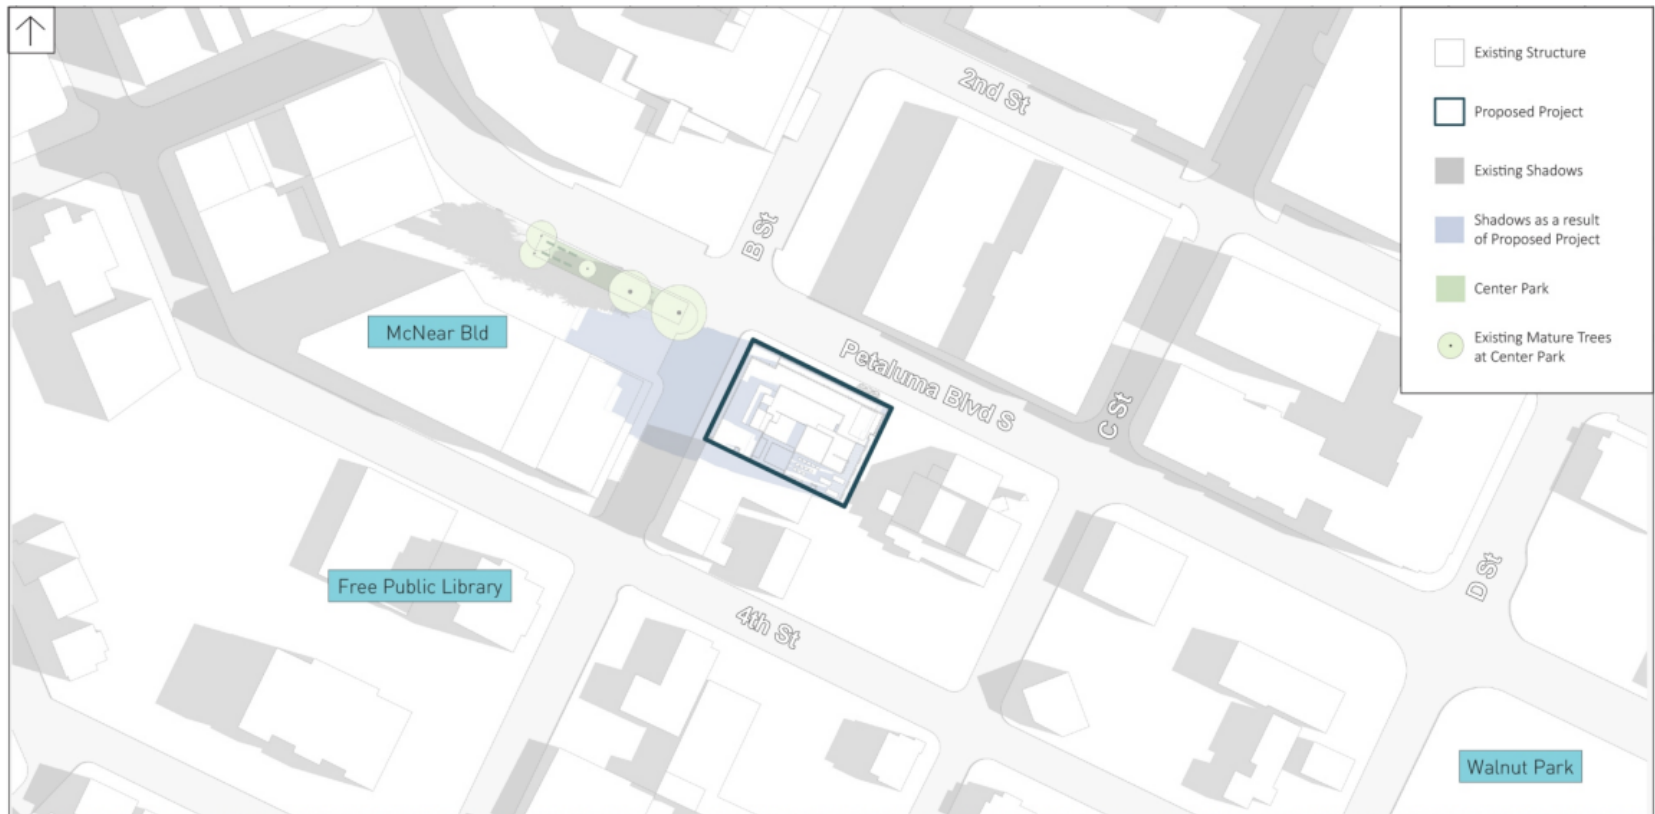 2nd St
B St
Petaluma Blvd S
C St
D St
4th St
McNear Bld
Free Public Library
Walnut Park
Existing Structure
Proposed Project
Existing Shadows
Shadows as a result
of Proposed Project
Center Park
Existing Mature Trees
at Center Park